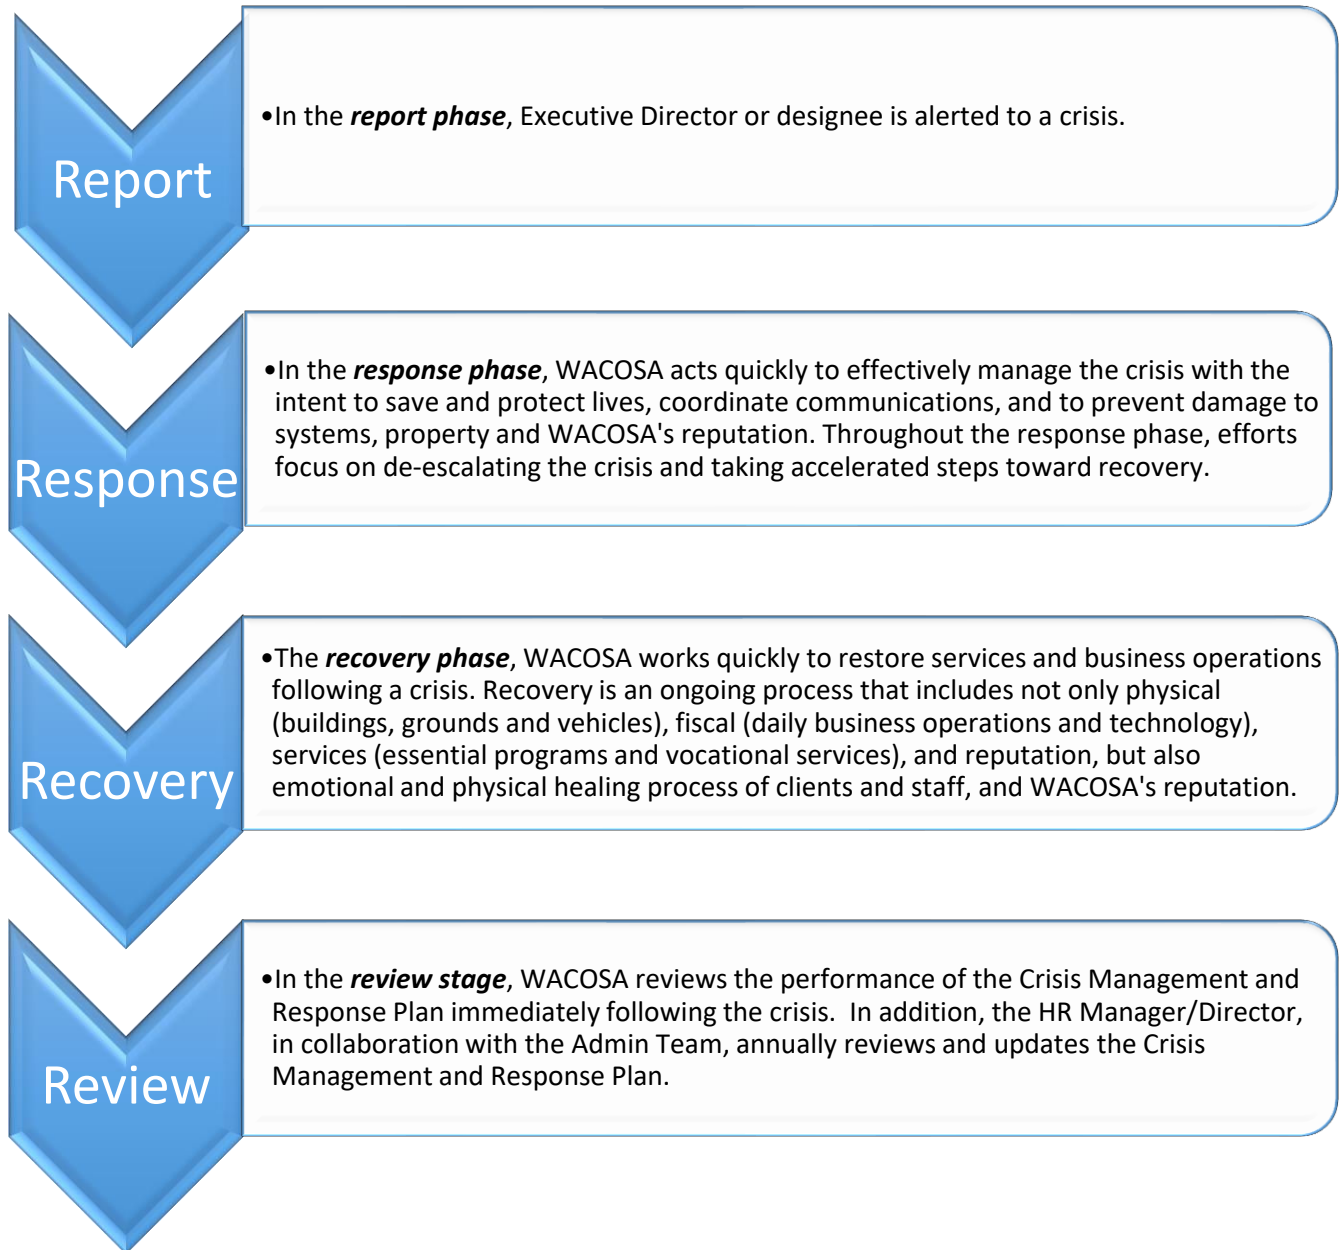 Report
•In the report phase, Executive Director or designee is alerted to a crisis.
Response
•In the response phase, WACOSA acts quickly to effectively manage the crisis with the
intent to save and protect lives, coordinate communications, and to prevent damage to
systems, property and WACOSA's reputation. Throughout the response phase, efforts
focus on de-escalating the crisis and taking accelerated steps toward recovery.
Recovery
•The recovery phase, WACOSA works quickly to restore services and business operations
following a crisis. Recovery is an ongoing process that includes not only physical
(buildings, grounds and vehicles), fiscal (daily business operations and technology),
services (essential programs and vocational services), and reputation, but also
emotional and physical healing process of clients and staff, and WACOSA's reputation.
Review
•In the review stage, WACOSA reviews the performance of the Crisis Management and
Response Plan immediately following the crisis.  In addition, the HR Manager/Director,
in collaboration with the Admin Team, annually reviews and updates the Crisis
Management and Response Plan.